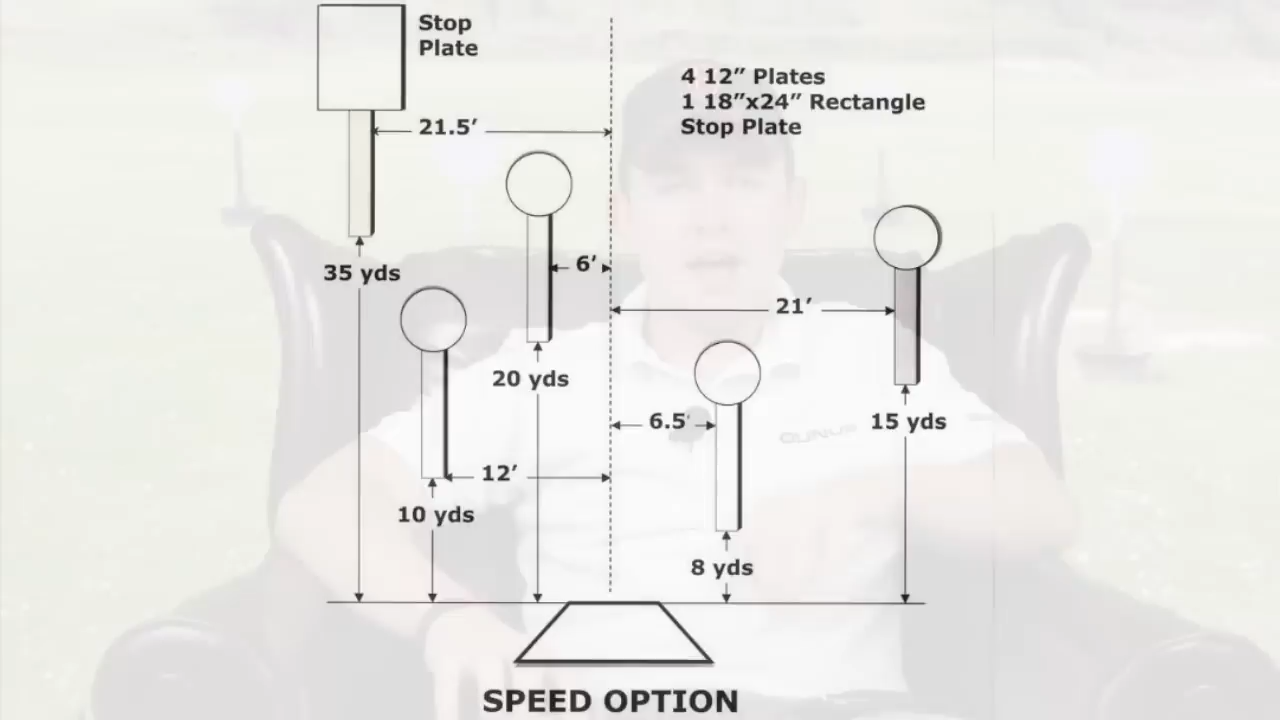 Stop
Plate
4 12” Plates
1 18”x24” Rectangle
Stop Plate
21.5’
6’
35 yds
21’
20 yds
6.5’
15 yds
12’
10 yds
8 yds
SPEED OPTION